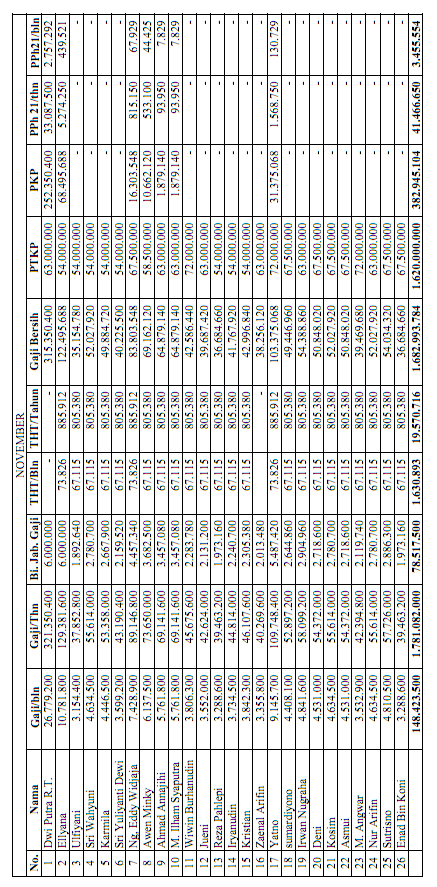 NOVEMBER
No. Nama Gaji/bln Gaji/Thn Bi. Jab. Gaji THT/Bln THT/Tahun Gaji Bersih PTKP PKP PPh 21/thn PPh21/bln
1 Dwi Putra R.T. 26.779.200 321.350.400 6.000.000 - - 315.350.400 63.000.000 252.350.400 33.087.500 2.757.292
2 Ellyana 10.781.800 129.381.600 6.000.000 73.826 885.912 122.495.688 54.000.000 68.495.688 5.274.250 439.521
3 Ulfiyani 3.154.400 37.852.800 1.892.640 67.115 805.380 35.154.780 54.000.000 - - -
4 Sri Wahyuni 4.634.500 55.614.000 2.780.700 67.115 805.380 52.027.920 54.000.000 - - -
5 Karmila 4.446.500 53.358.000 2.667.900 67.115 805.380 49.884.720 54.000.000 - - -
6 Sri Yuliyanti Dewi 3.599.200 43.190.400 2.159.520 67.115 805.380 40.225.500 54.000.000 - - -
7 Ng, Eddy Widjaja 7.428.900 89.146.800 4.457.340 73.826 885.912 83.803.548 67.500.000 16.303.548 815.150 67.929
8 Awen Minky 6.137.500 73.650.000 3.682.500 67.115 805.380 69.162.120 58.500.000 10.662.120 533.100 44.425
9 Ahmad Annajihi 5.761.800 69.141.600 3.457.080 67.115 805.380 64.879.140 63.000.000 1.879.140 93.950 7.829
10 M. Ilham Syaputra 5.761.800 69.141.600 3.457.080 67.115 805.380 64.879.140 63.000.000 1.879.140 93.950 7.829
11 Wiwin Burhanudin 3.806.300 45.675.600 2.283.780 67.115 805.380 42.586.440 72.000.000 - - -
12 Jueni 3.552.000 42.624.000 2.131.200 67.115 805.380 39.687.420 63.000.000 - - -
13 Reza Pahlepi 3.288.600 39.463.200 1.973.160 67.115 805.380 36.684.660 54.000.000 - - -
14 Iryanudin 3.734.500 44.814.000 2.240.700 67.115 805.380 41.767.920 54.000.000 - - -
15 Kristian 3.842.300 46.107.600 2.305.380 67.115 805.380 42.996.840 54.000.000 - - -
16 Zaenal Arifin 3.355.800 40.269.600 2.013.480 - - 38.256.120 63.000.000 - - -
17 Yatno 9.145.700 109.748.400 5.487.420 73.826 885.912 103.375.068 72.000.000 31.375.068 1.568.750 130.729
18 sumardiyono 4.408.100 52.897.200 2.644.860 67.115 805.380 49.446.960 67.500.000 - - -
19 Irwan Nugraha 4.841.600 58.099.200 2.904.960 67.115 805.380 54.388.860 63.000.000 - - -
20 Deni 4.531.000 54.372.000 2.718.600 67.115 805.380 50.848.020 67.500.000 - - -
21 Kosim 4.634.500 55.614.000 2.780.700 67.115 805.380 52.027.920 67.500.000 - - -
22 Asmui 4.531.000 54.372.000 2.718.600 67.115 805.380 50.848.020 67.500.000 - - -
23 M. Angwar 3.532.900 42.394.800 2.119.740 67.115 805.380 39.469.680 72.000.000 - - -
24 Nur Arifin 4.634.500 55.614.000 2.780.700 67.115 805.380 52.027.920 63.000.000 - - -
25 Sutrisno 4.810.500 57.726.000 2.886.300 67.115 805.380 54.034.320 67.500.000 - - -
26 Enad Bin Koni 3.288.600 39.463.200 1.973.160 67.115 805.380 36.684.660 67.500.000 - - -
148.423.500 1.781.082.000 78.517.500 1.630.893 19.570.716 1.682.993.784 1.620.000.000 382.945.104 41.466.650 3.455.554